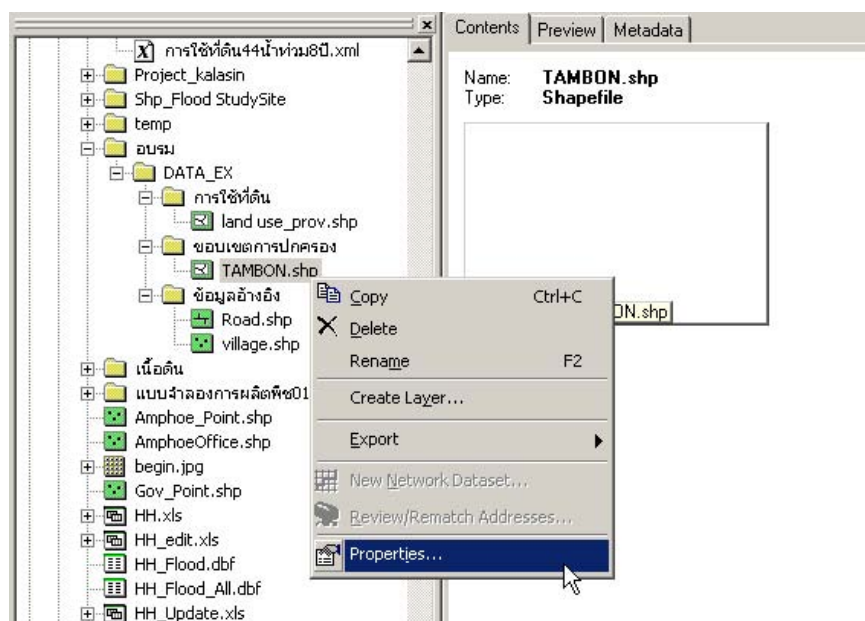 การใช้ที่ดิน44น้ำท่วม8ปี.xml
Project_kalasin
Shp_Flood StudySite
temp
อบรม
DATA_EX
การใช้ที่ดิน
land use_prov.shp
ขอบเขตการปกครอง
TAMBON.shp
ข้อมูลอ้างอิง
Road.shp
village.shp
เนื้อดิน
แบบจำลองการผลิตพืช01
Amphoe_Point.shp
AmphoeOffice.shp
begin.jpg
Gov_Point.shp
HH.xls
HH_edit.xls
HH_Flood.dbf
HH_Flood_All.dbf
HH_Update.xls
Contents Preview Metadata
Name: TAMBON.shp
Type: Shapefile
ON.shp
Copy Ctrl+C
Delete
Rename F2
Create Layer...
Export
New Network Dataset...
Review/Rematch Addresses...
Properties...